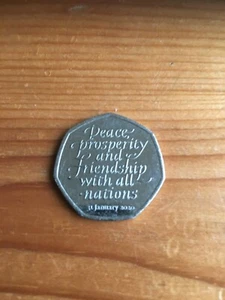 Peace,
prosperity
and
friendship
with all
nations
31 January 2020